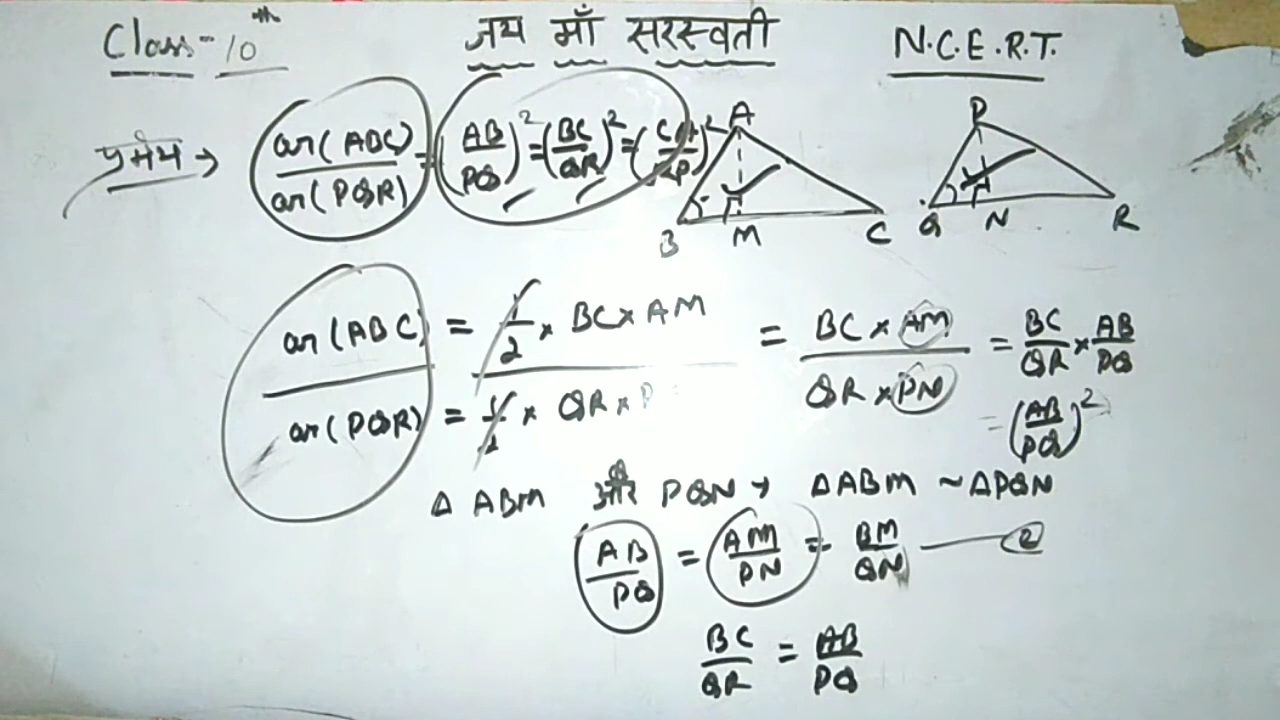 Class-10th जय माँ सरस्वती N.C.E.R.T.
प्रमेय → ar(ABC)/ar(PQR) = (AB/PQ)² = (BC/QR)² = (CA/RP)²
A P
B M C Q N R
ar(ABC)/ar(PQR) = = 1/2 × BC × AM / 1/2 × QR × P = BC × AM / QR × PN = BC/QR × AB/PQ
= (AB/PQ)²
Δ ABM और PQN → ΔABM ~ ΔPQN
AB/PQ = AM/PN = BM/QN — 2
BC/QR = AB/PQ